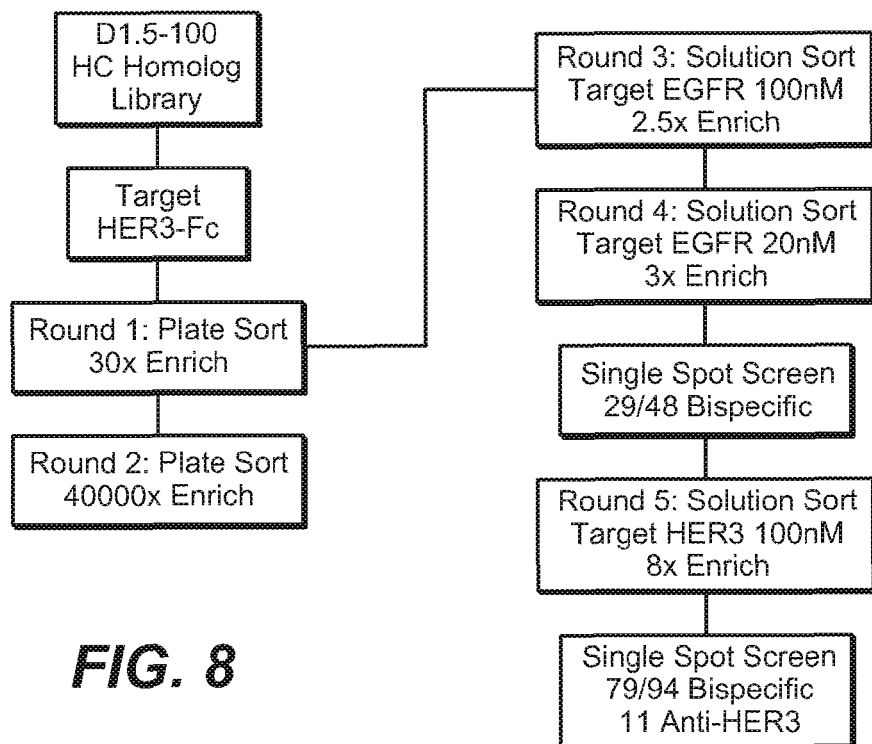 D1.5-100
HC Homolog
Library
Target
HER3-Fc
Round 1: Plate Sort
30x Enrich
Round 2: Plate Sort
40000x Enrich
Round 3: Solution Sort
Target EGFR 100nM
2.5x Enrich
Round 4: Solution Sort
Target EGFR 20nM
3x Enrich
Single Spot Screen
29/48 Bispecific
Round 5: Solution Sort
Target HER3 100nM
8x Enrich
Single Spot Screen
79/94 Bispecific
11 Anti-HER3
FIG. 8